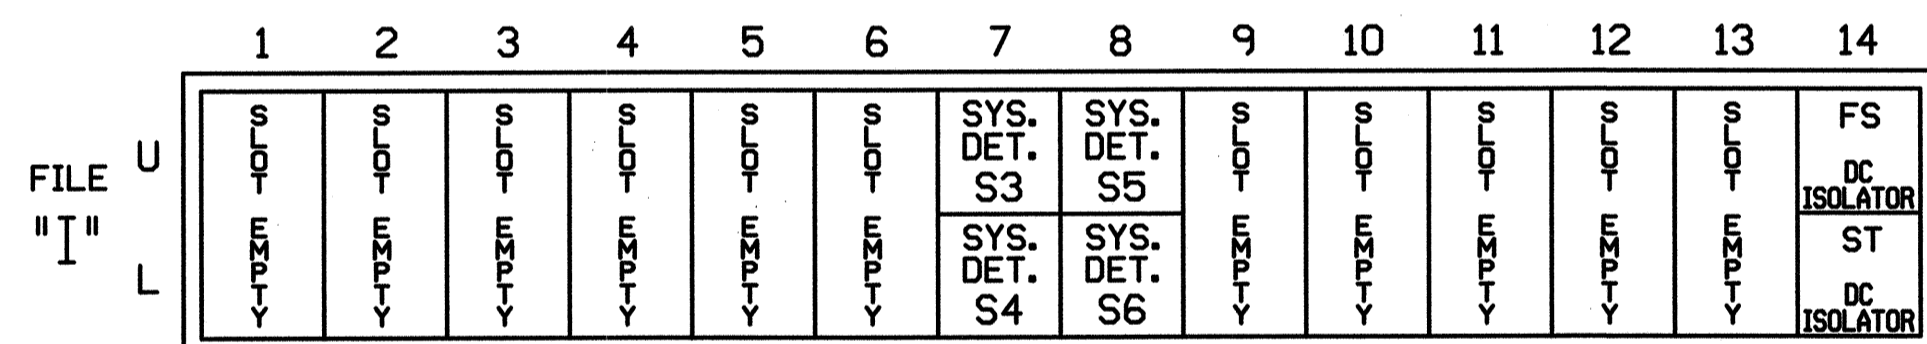 1 2 3 4 5 6 7 8 9 10 11 12 13 14
FILE
"I"
U
L
SLOT EMPTY
SLOT EMPTY
SLOT EMPTY
SLOT EMPTY
SLOT EMPTY
SLOT EMPTY
SYS.
DET.
S3
SYS.
DET.
S4
SYS.
DET.
S5
SYS.
DET.
S6
SLOT EMPTY
SLOT EMPTY
SLOT EMPTY
SLOT EMPTY
SLOT EMPTY
FS
DC
ISOLATOR
ST
DC
ISOLATOR